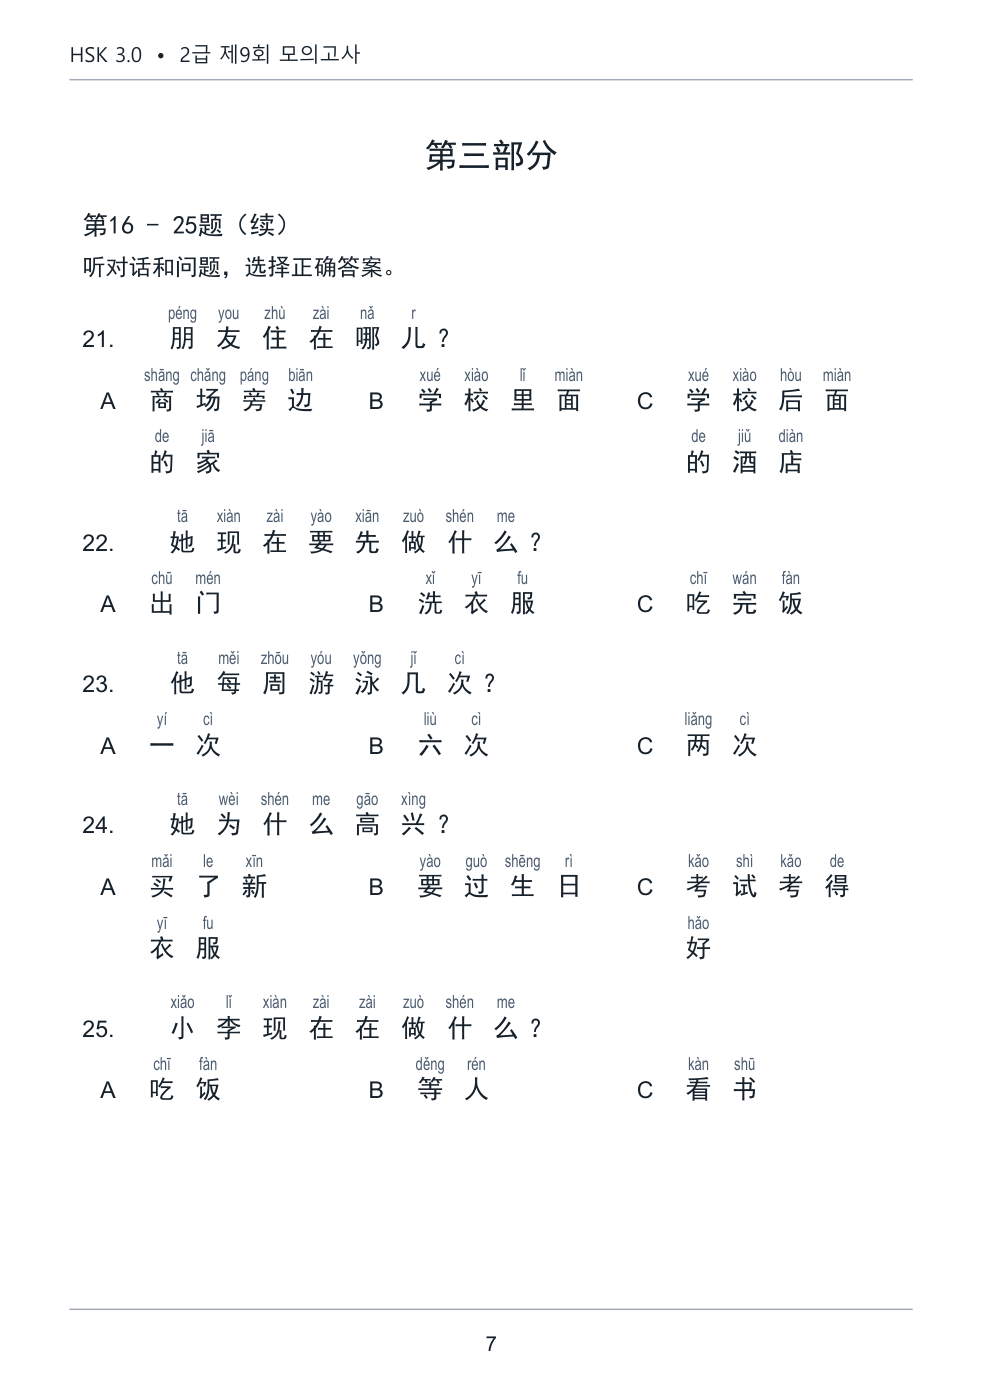 HSK 3.0 • 2급 제9회 모의고사
第三部分
第16 - 25题（续）
听对话和问题，选择正确答案。
péng you zhù zài nǎ r
21. 朋友住在哪儿？
shāng chǎng páng biān xué xiào lǐ miàn xué xiào hòu miàn
A 商场旁边 B 学校里面 C 学校后面
de jiā de jiǔ diàn
的家 的酒店
tā xiàn zài yào xiān zuò shén me
22. 她现在要先做什么？
chū mén xǐ yī fu chī wán fàn
A 出门 B 洗衣服 C 吃完饭
tā měi zhōu yóu yǒng jǐ cì
23. 他每周游泳几次？
yí cì liù cì liǎng cì
A 一次 B 六次 C 两次
tā wèi shén me gāo xìng
24. 她为什么高兴？
mǎi le xīn yào guò shēng rì kǎo shì kǎo de
A 买了新 B 要过生日 C 考试考得
yī fu hǎo
衣服 好
xiǎo lǐ xiàn zài zài zuò shén me
25. 小李现在在做什么？
chī fàn děng rén kàn shū
A 吃饭 B 等人 C 看书
7